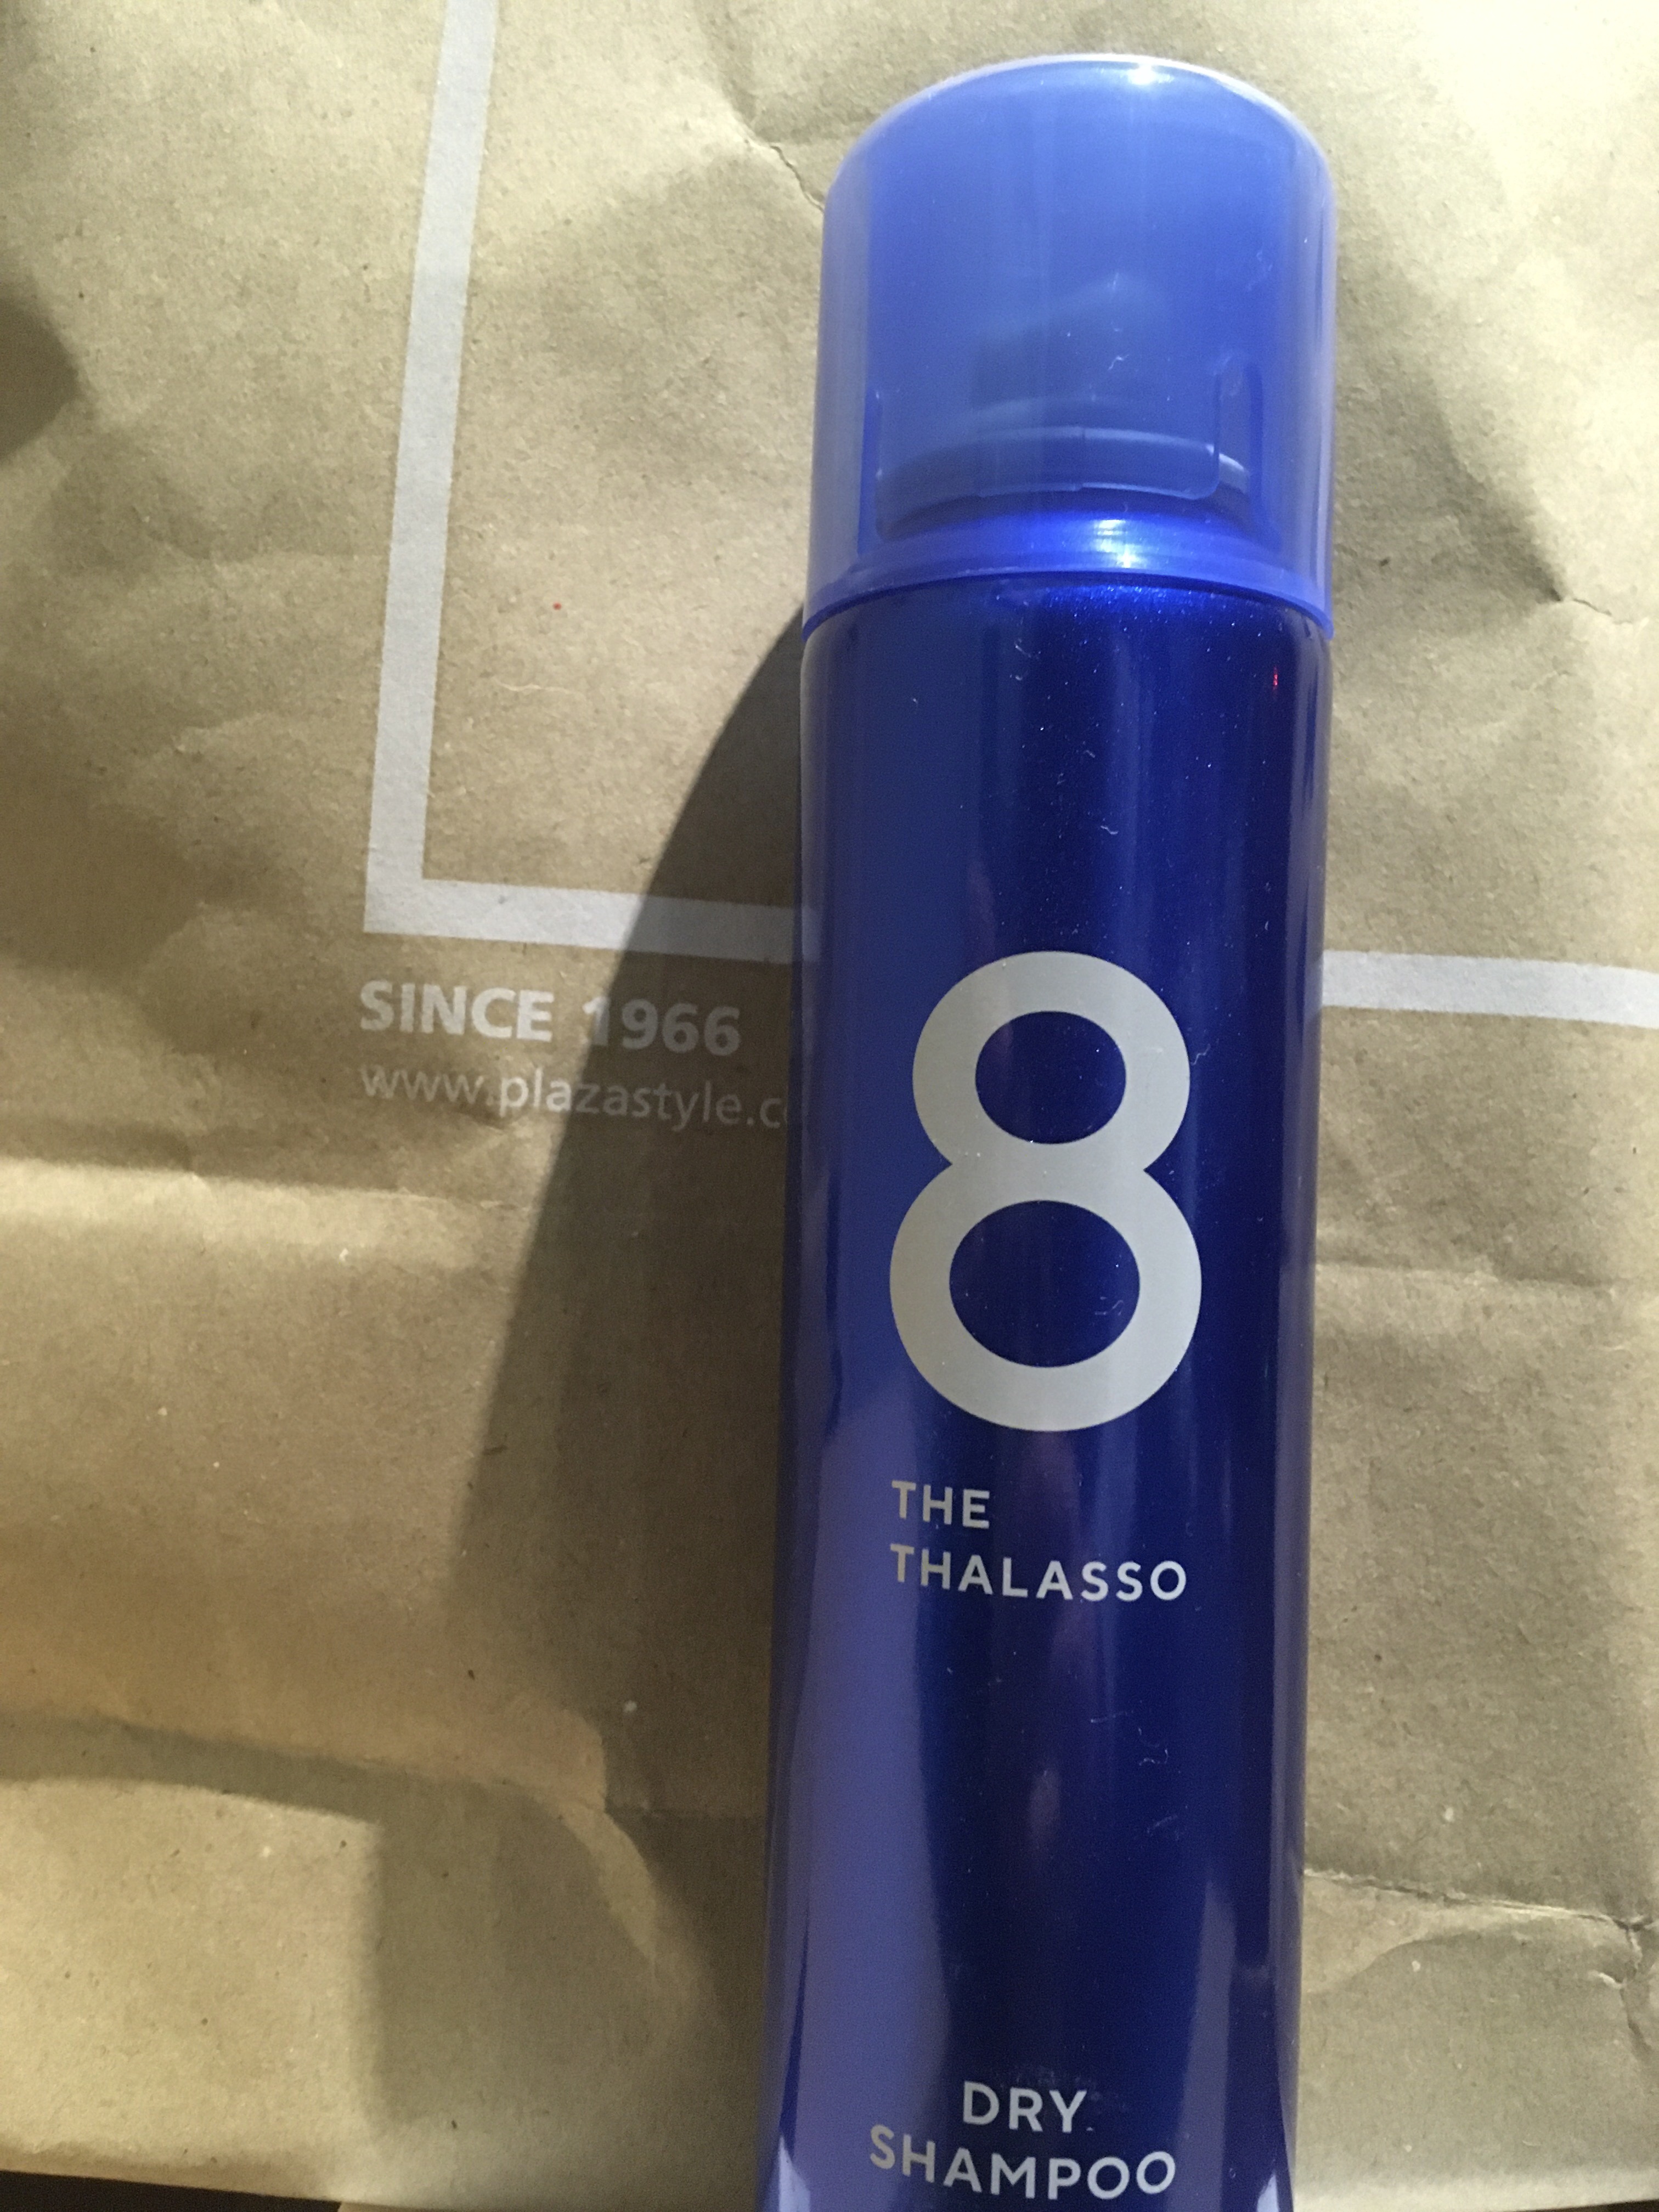 SINCE 1966
www.plazastyle.c
8
THE
THALASSO
DRY
SHAMPOO